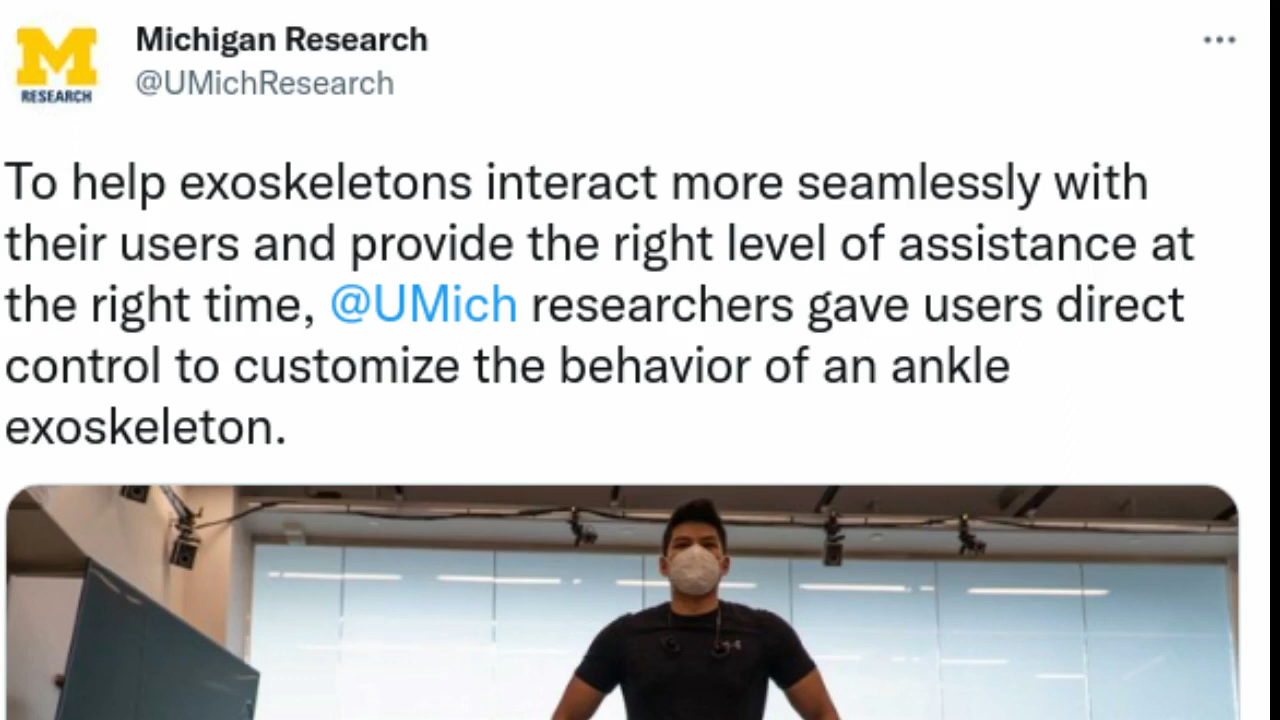 M
RESEARCH
Michigan Research
@UMichResearch
To help exoskeletons interact more seamlessly with
their users and provide the right level of assistance at
the right time, @UMich researchers gave users direct
control to customize the behavior of an ankle
exoskeleton.